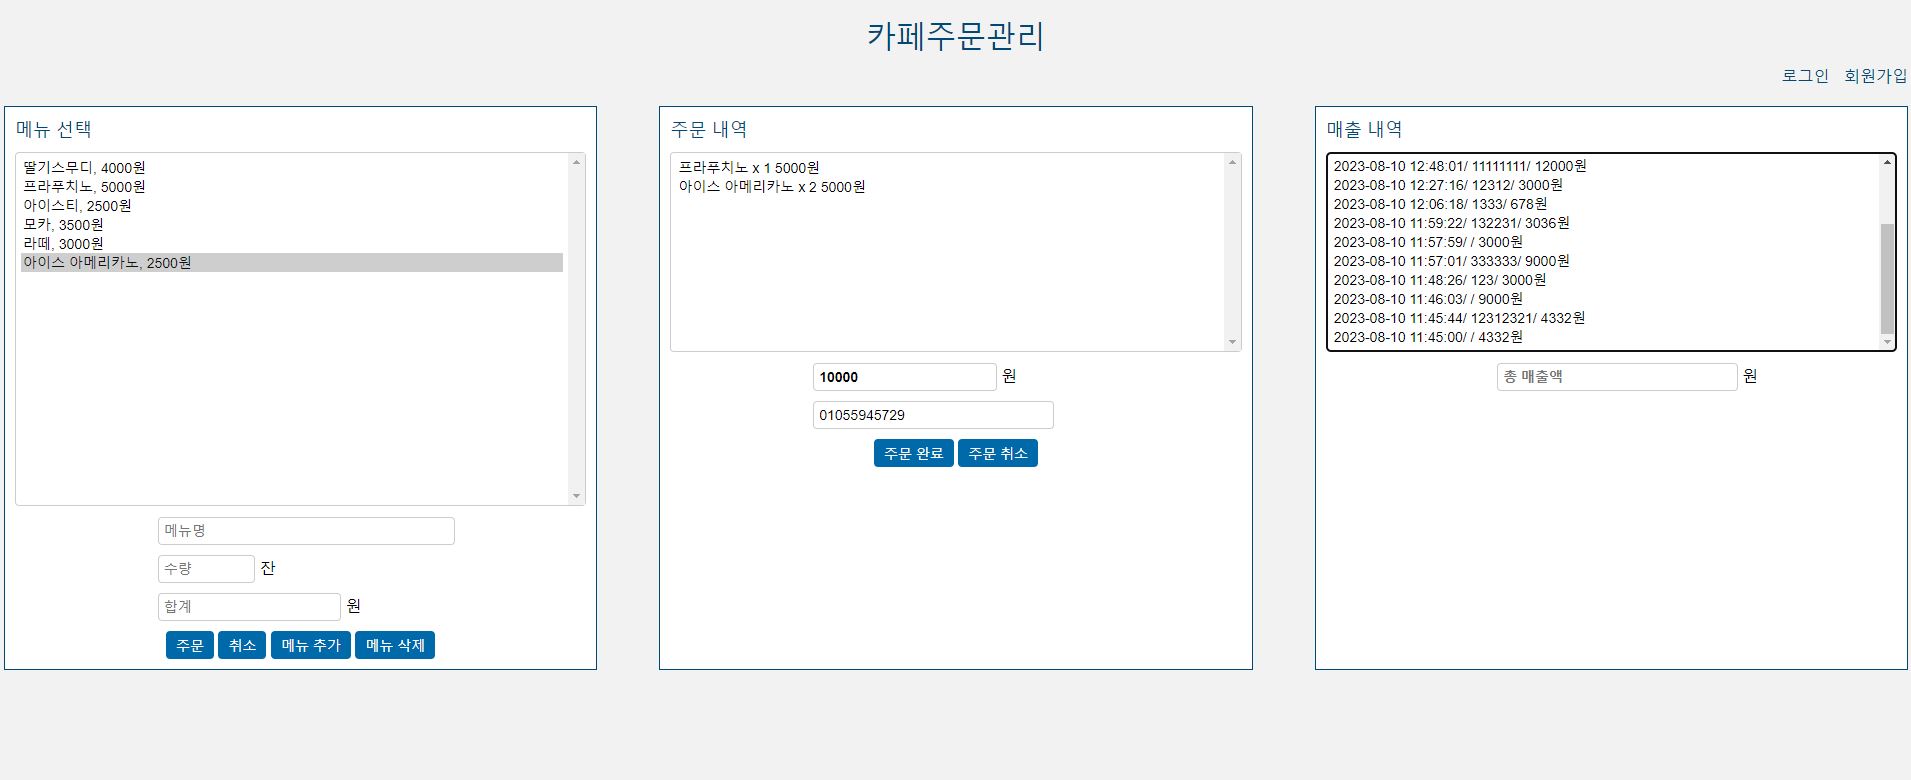 카페주문관리
로그인 회원가입
메뉴 선택
딸기스무디, 4000원
프라푸치노, 5000원
아이스티, 2500원
모카, 3500원
라떼, 3000원
아이스 아메리카노, 2500원
메뉴명
수량 잔
합계 원
주문 취소 메뉴 추가 메뉴 삭제
주문 내역
프라푸치노 x 1 5000원
아이스 아메리카노 x 2 5000원
10000 원
01055945729
주문 완료 주문 취소
매출 내역
2023-08-10 12:48:01/ 11111111/ 12000원
2023-08-10 12:27:16/ 12312/ 3000원
2023-08-10 12:06:18/ 1333/ 678원
2023-08-10 11:59:22/ 132231/ 3036원
2023-08-10 11:57:59/ / 3000원
2023-08-10 11:57:01/ 333333/ 9000원
2023-08-10 11:48:26/ 123/ 3000원
2023-08-10 11:46:03/ / 9000원
2023-08-10 11:45:44/ 12312321/ 4332원
2023-08-10 11:45:00/ / 4332원
총 매출액 원